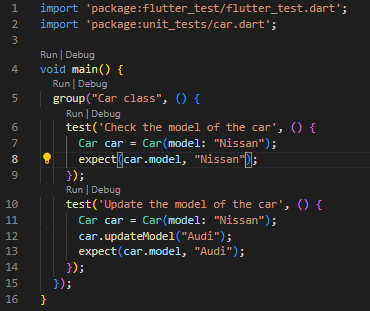 1 import 'package:flutter_test/flutter_test.dart';
2 import 'package:unit_tests/car.dart';
3
Run | Debug
4 void main() {
Run | Debug
5 group("Car class", () {
Run | Debug
6 test('Check the model of the car', () {
7 Car car = Car(model: "Nissan");
8 expect(car.model, "Nissan");
9 });
Run | Debug
10 test('Update the model of the car', () {
11 Car car = Car(model: "Nissan");
12 car.updateModel("Audi");
13 expect(car.model, "Audi");
14 });
15 });
16 }